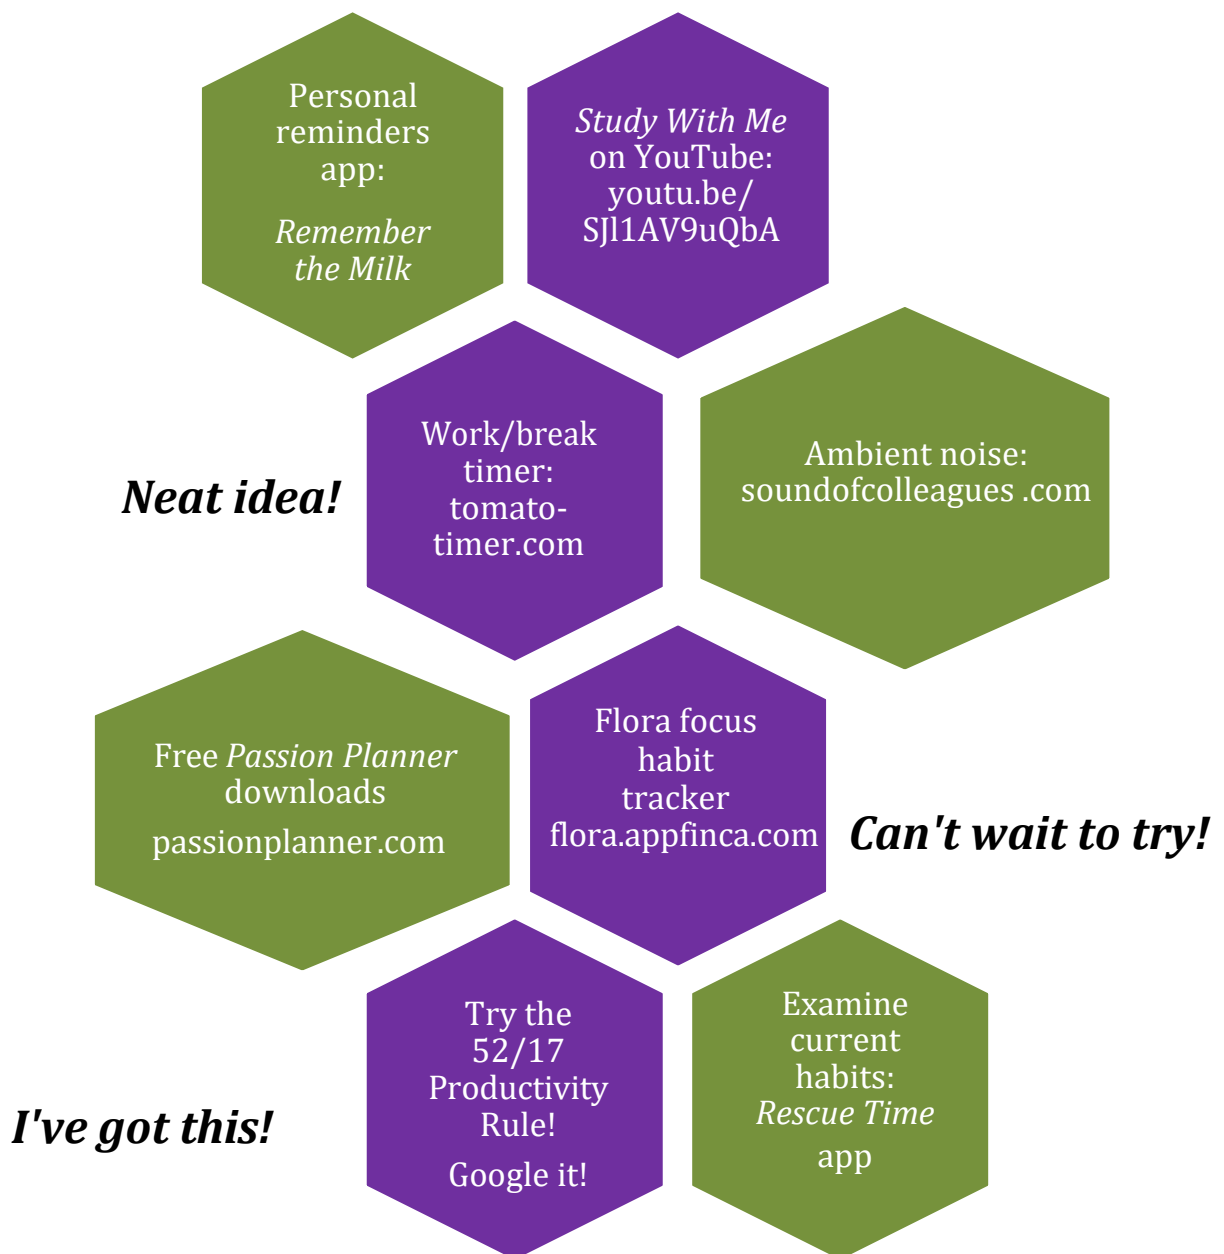 Personal
reminders
app:
Remember
the Milk
Study With Me
on YouTube:
youtu.be/
SJl1AV9uQbA
Work/break
timer:
tomato-
timer.com
Neat idea!
Ambient noise:
soundofcolleagues .com
Free Passion Planner
downloads
passionplanner.com
Flora focus
habit
tracker
flora.appfinca.com
Can't wait to try!
Try the
52/17
Productivity
Rule!
Google it!
I've got this!
Examine
current
habits:
Rescue Time
app